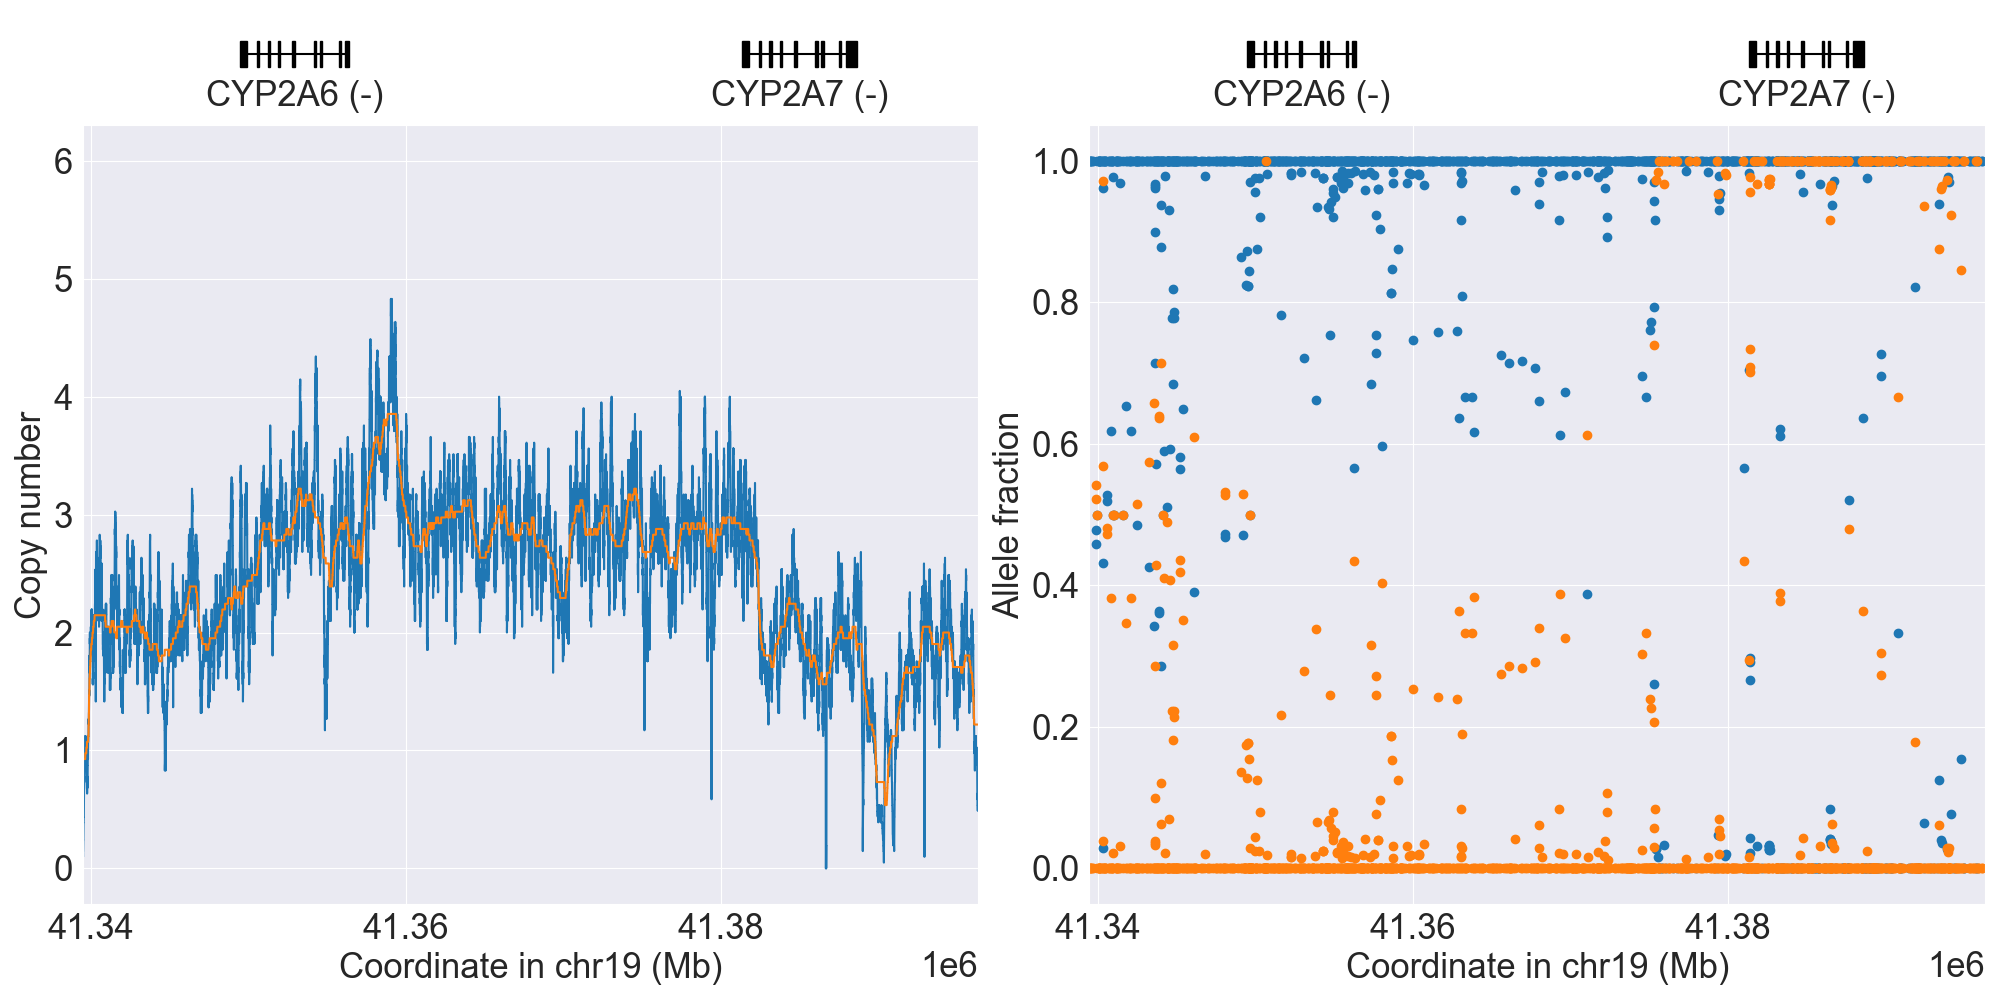 CYP2A6 (-)
CYP2A7 (-)
CYP2A6 (-)
CYP2A7 (-)
6
5
4
3
2
1
0
Copy number
41.34
41.36
41.38
Coordinate in chr19 (Mb)
1e6
1.0
0.8
0.6
0.4
0.2
0.0
Allele fraction
41.34
41.36
41.38
Coordinate in chr19 (Mb)
1e6